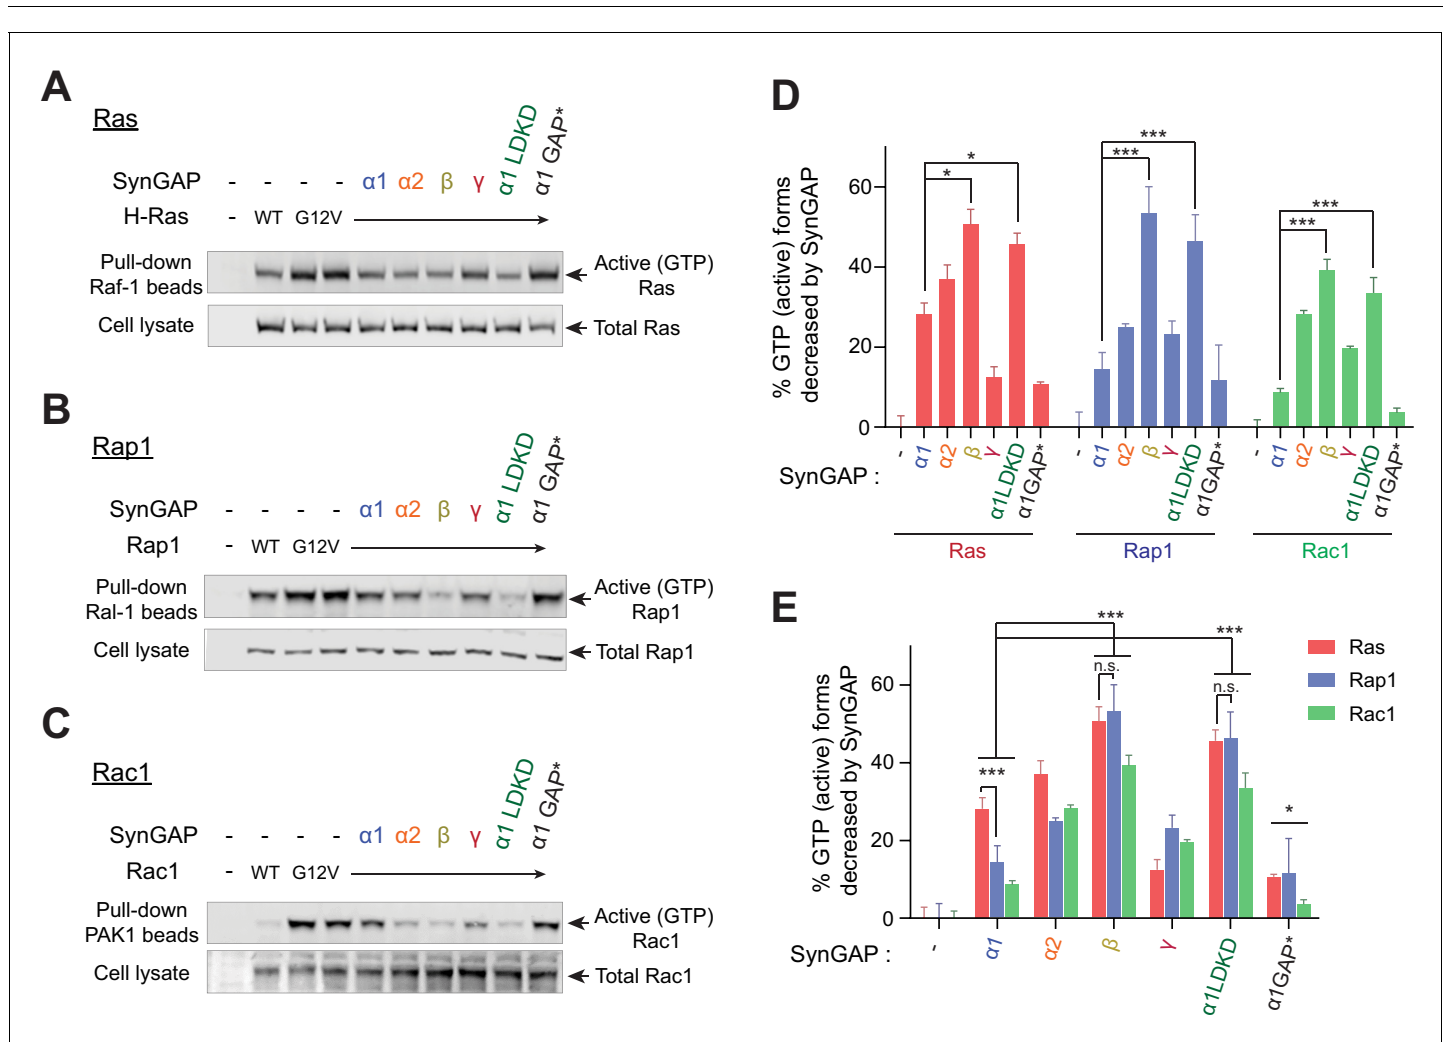 A
Ras
SynGAP - - - - α1 α2 β γ α1 LDKD α1 GAP*
H-Ras - WT G12V
Pull-down
Raf-1 beads
Active (GTP)
Ras
Cell lysate
Total Ras
B
Rap1
SynGAP - - - - α1 α2 β γ α1 LDKD α1 GAP*
Rap1 - WT G12V
Pull-down
Ral-1 beads
Active (GTP)
Rap1
Cell lysate
Total Rap1
C
Rac1
SynGAP - - - - α1 α2 β γ α1 LDKD α1 GAP*
Rac1 - WT G12V
Pull-down
PAK1 beads
Active (GTP)
Rac1
Cell lysate
Total Rac1
D
% GTP (active) forms
decreased by SynGAP
60
40
20
0
* *
*** ***
*** ***
SynGAP :
- α1 α2 β γ α1LDKD α1GAP*
- α1 α2 β γ α1LDKD α1GAP*
- α1 α2 β γ α1LDKD α1GAP*
Ras Rap1 Rac1
E
% GTP (active) forms
decreased by SynGAP
60
40
20
0
*** ***
n.s. n.s.
*** *
Ras
Rap1
Rac1
SynGAP : - α1 α2 β γ α1LDKD α1GAP*